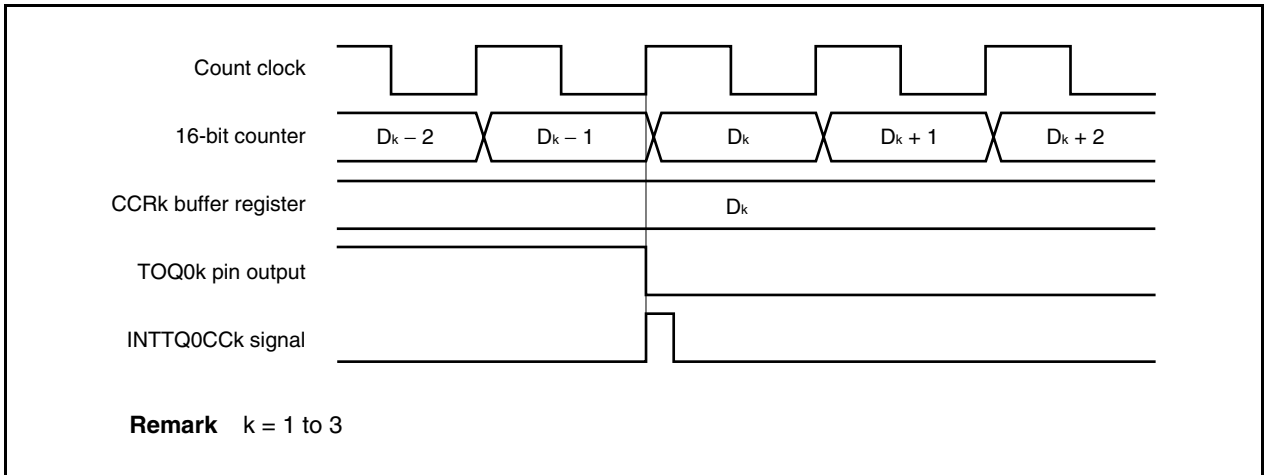 Count clock
16-bit counter Dk − 2 Dk − 1 Dk Dk + 1 Dk + 2
CCRk buffer register Dk
TOQ0k pin output
INTTQ0CCk signal
Remark k = 1 to 3